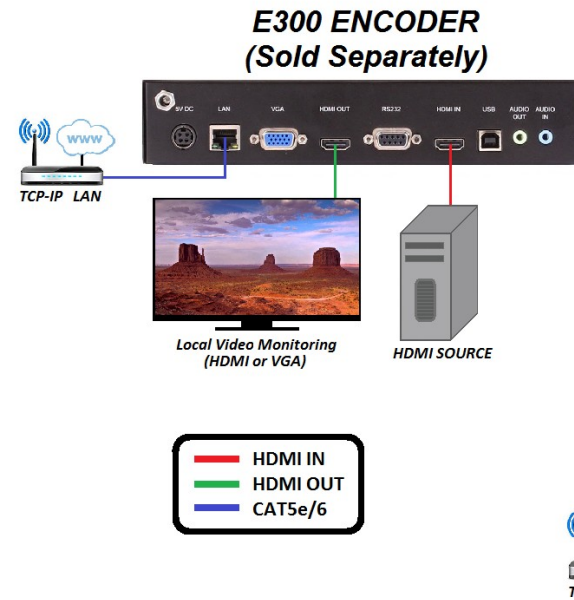 E300 ENCODER
(Sold Separately)
5V DC
LAN
VGA
HDMI OUT
RS232
HDMI IN
USB
AUDIO OUT
AUDIO IN
www
TCP-IP LAN
Local Video Monitoring
(HDMI or VGA)
HDMI SOURCE
HDMI IN
HDMI OUT
CAT5e/6
T